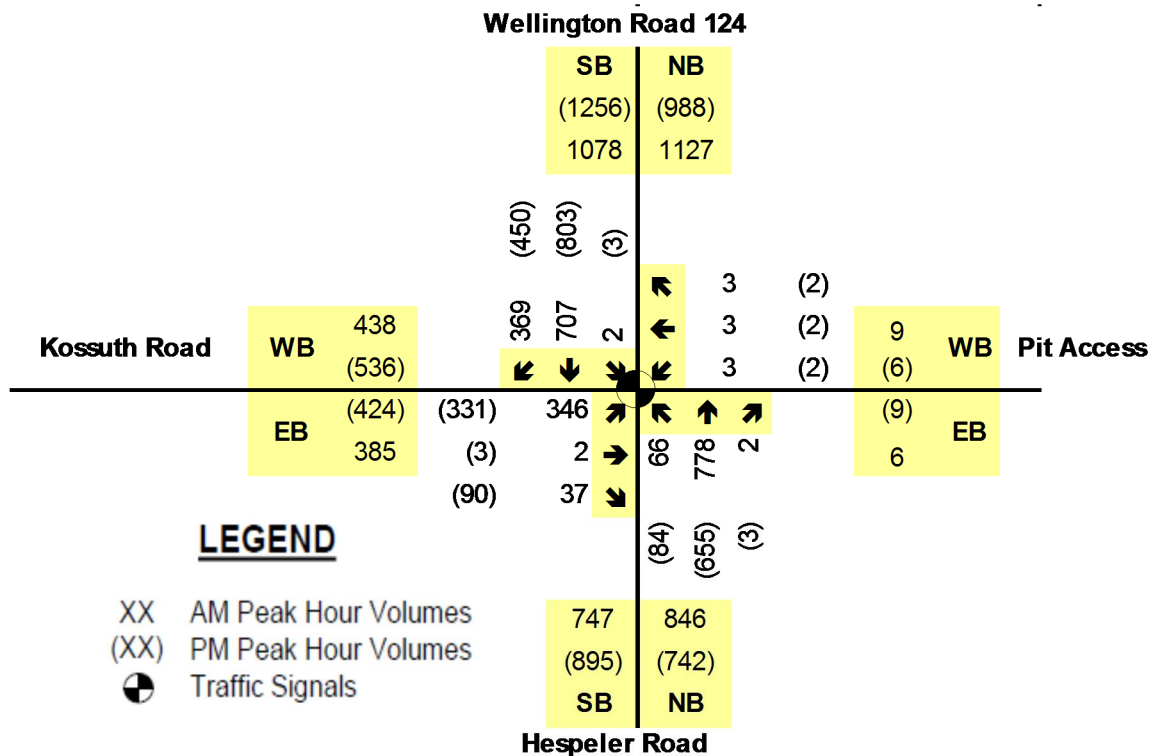 Wellington Road 124
SB NB
(1256) (988)
1078 1127
(450) (803) (3)
369 707 2
3 (2)
3 (2)
3 (2)
Kossuth Road WB 438
(536)
EB (424)
385
9 WB Pit Access
(6)
(9) EB
6
(331) 346
(3) 2
(90) 37
66 778 2
(84) (655) (3)
LEGEND
XX AM Peak Hour Volumes
(XX) PM Peak Hour Volumes
Traffic Signals
747 846
(895) (742)
SB NB
Hespeler Road